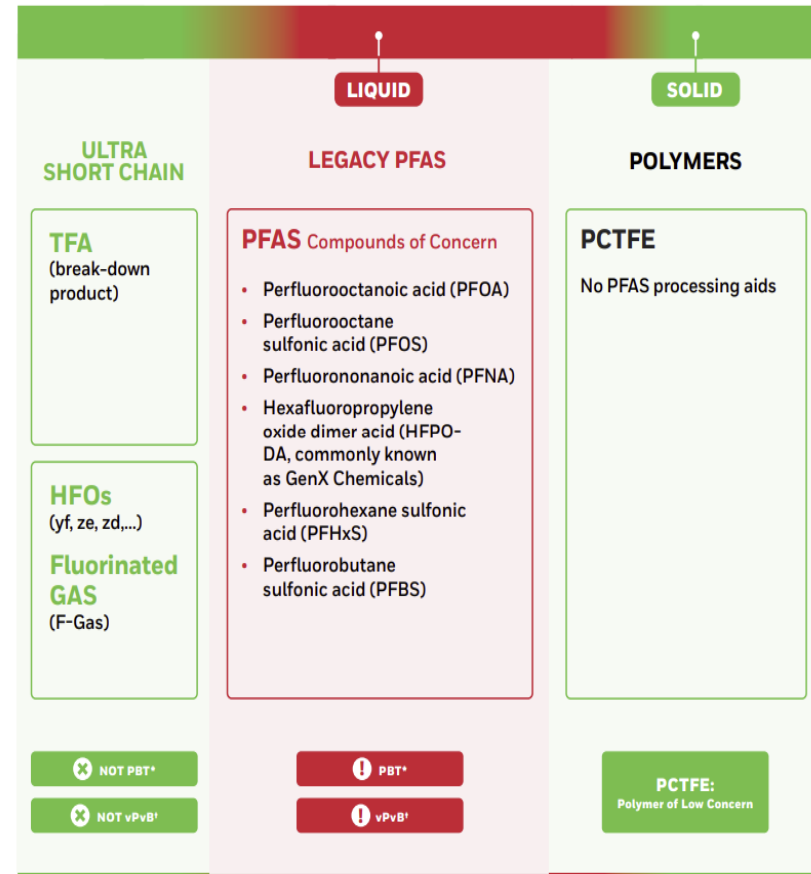 LIQUID
SOLID
ULTRA
SHORT CHAIN
LEGACY PFAS
POLYMERS
TFA
(break-down
product)
HFOs
(yf, ze, zd,...)
Fluorinated
GAS
(F-Gas)
PFAS Compounds of Concern
• Perfluorooctanoic acid (PFOA)
• Perfluorooctane
sulfonic acid (PFOS)
• Perfluorononanoic acid (PFNA)
• Hexafluoropropylene
oxide dimer acid (HFPO-
DA, commonly known
as GenX Chemicals)
• Perfluorohexane sulfonic
acid (PFHxS)
• Perfluorobutane
sulfonic acid (PFBS)
PCTFE
No PFAS processing aids
NOT PBT*
NOT vPvB†
PBT*
vPvB†
PCTFE:
Polymer of Low Concern